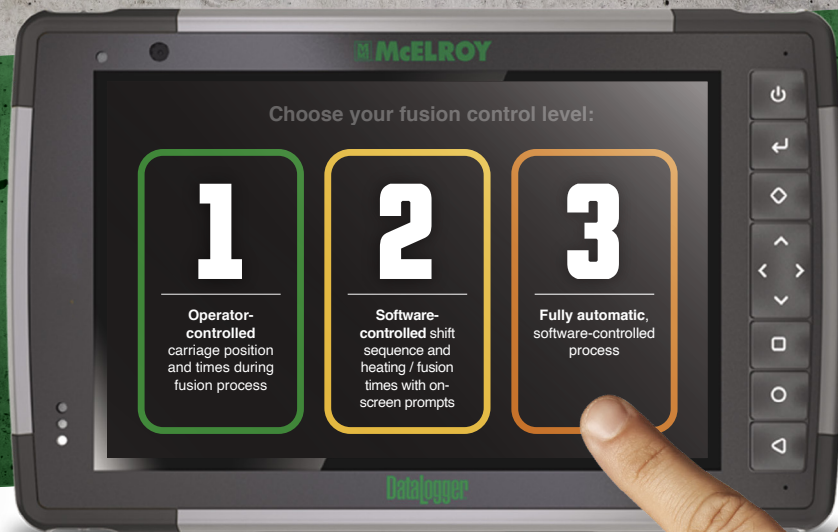 McELROY
Choose your fusion control level:
1
Operator-
controlled
carriage position
and times during
fusion process
2
Software-
controlled shift
sequence and
heating / fusion
times with on-
screen prompts
3
Fully automatic,
software-controlled
process
DataLogger